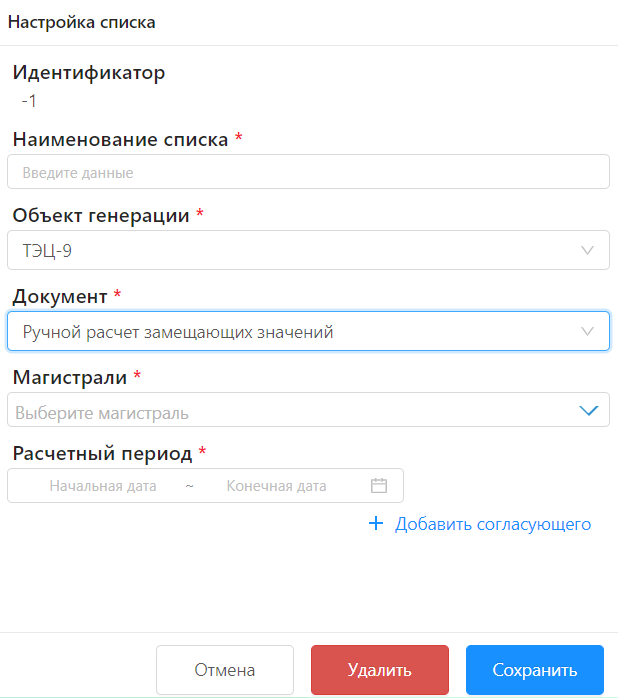 Настройка списка
Идентификатор
-1
Наименование списка *
Введите данные
Объект генерации *
ТЭЦ-9
Документ *
Ручной расчет замещающих значений
Магистрали *
Выберите магистраль
Расчетный период *
Начальная дата ~ Конечная дата
+ Добавить согласующего
Отмена Удалить Сохранить